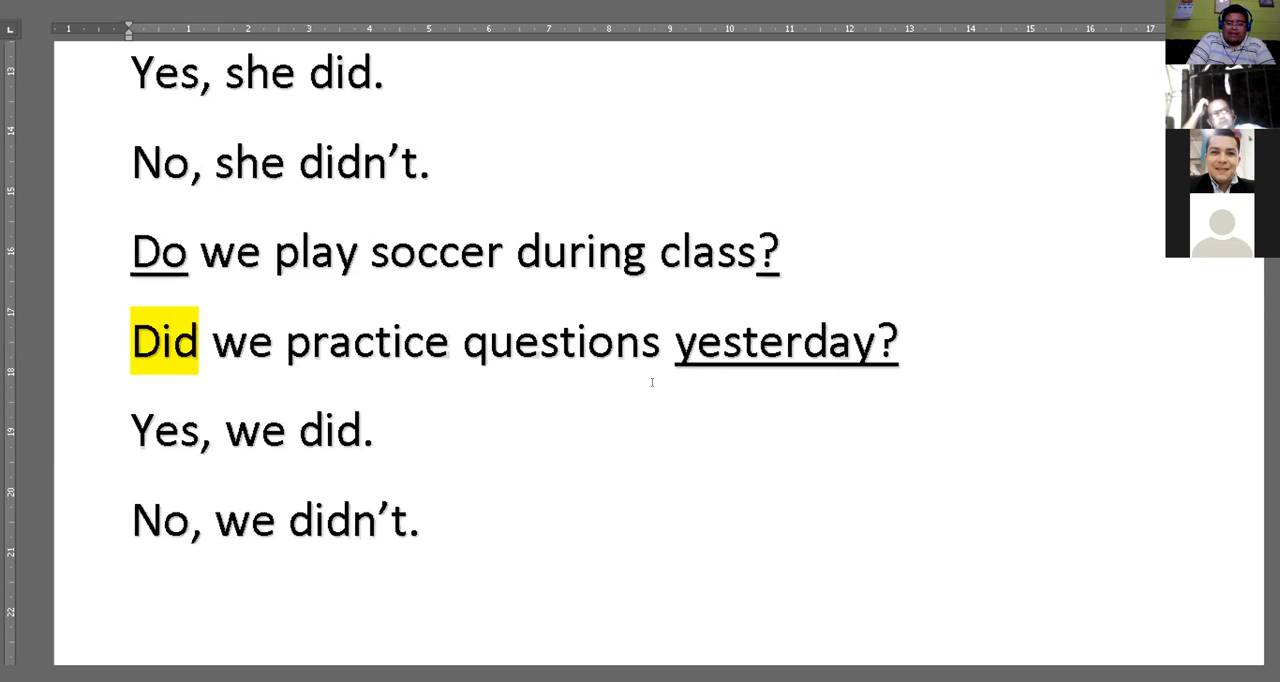 Yes, she did.
No, she didn’t.
Do we play soccer during class?
Did we practice questions yesterday?
Yes, we did.
No, we didn’t.